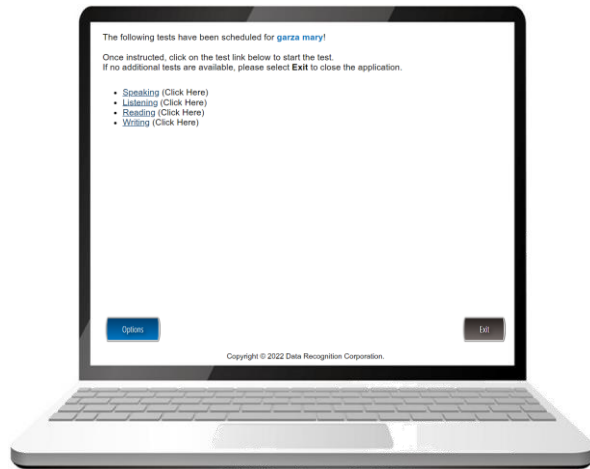 The following tests have been scheduled for garza mary!
Once instructed, click on the test link below to start the test.
If no additional tests are available, please select Exit to close the application.
• Speaking (Click Here)
• Listening (Click Here)
• Reading (Click Here)
• Writing (Click Here)
Options
Exit
Copyright © 2022 Data Recognition Corporation.